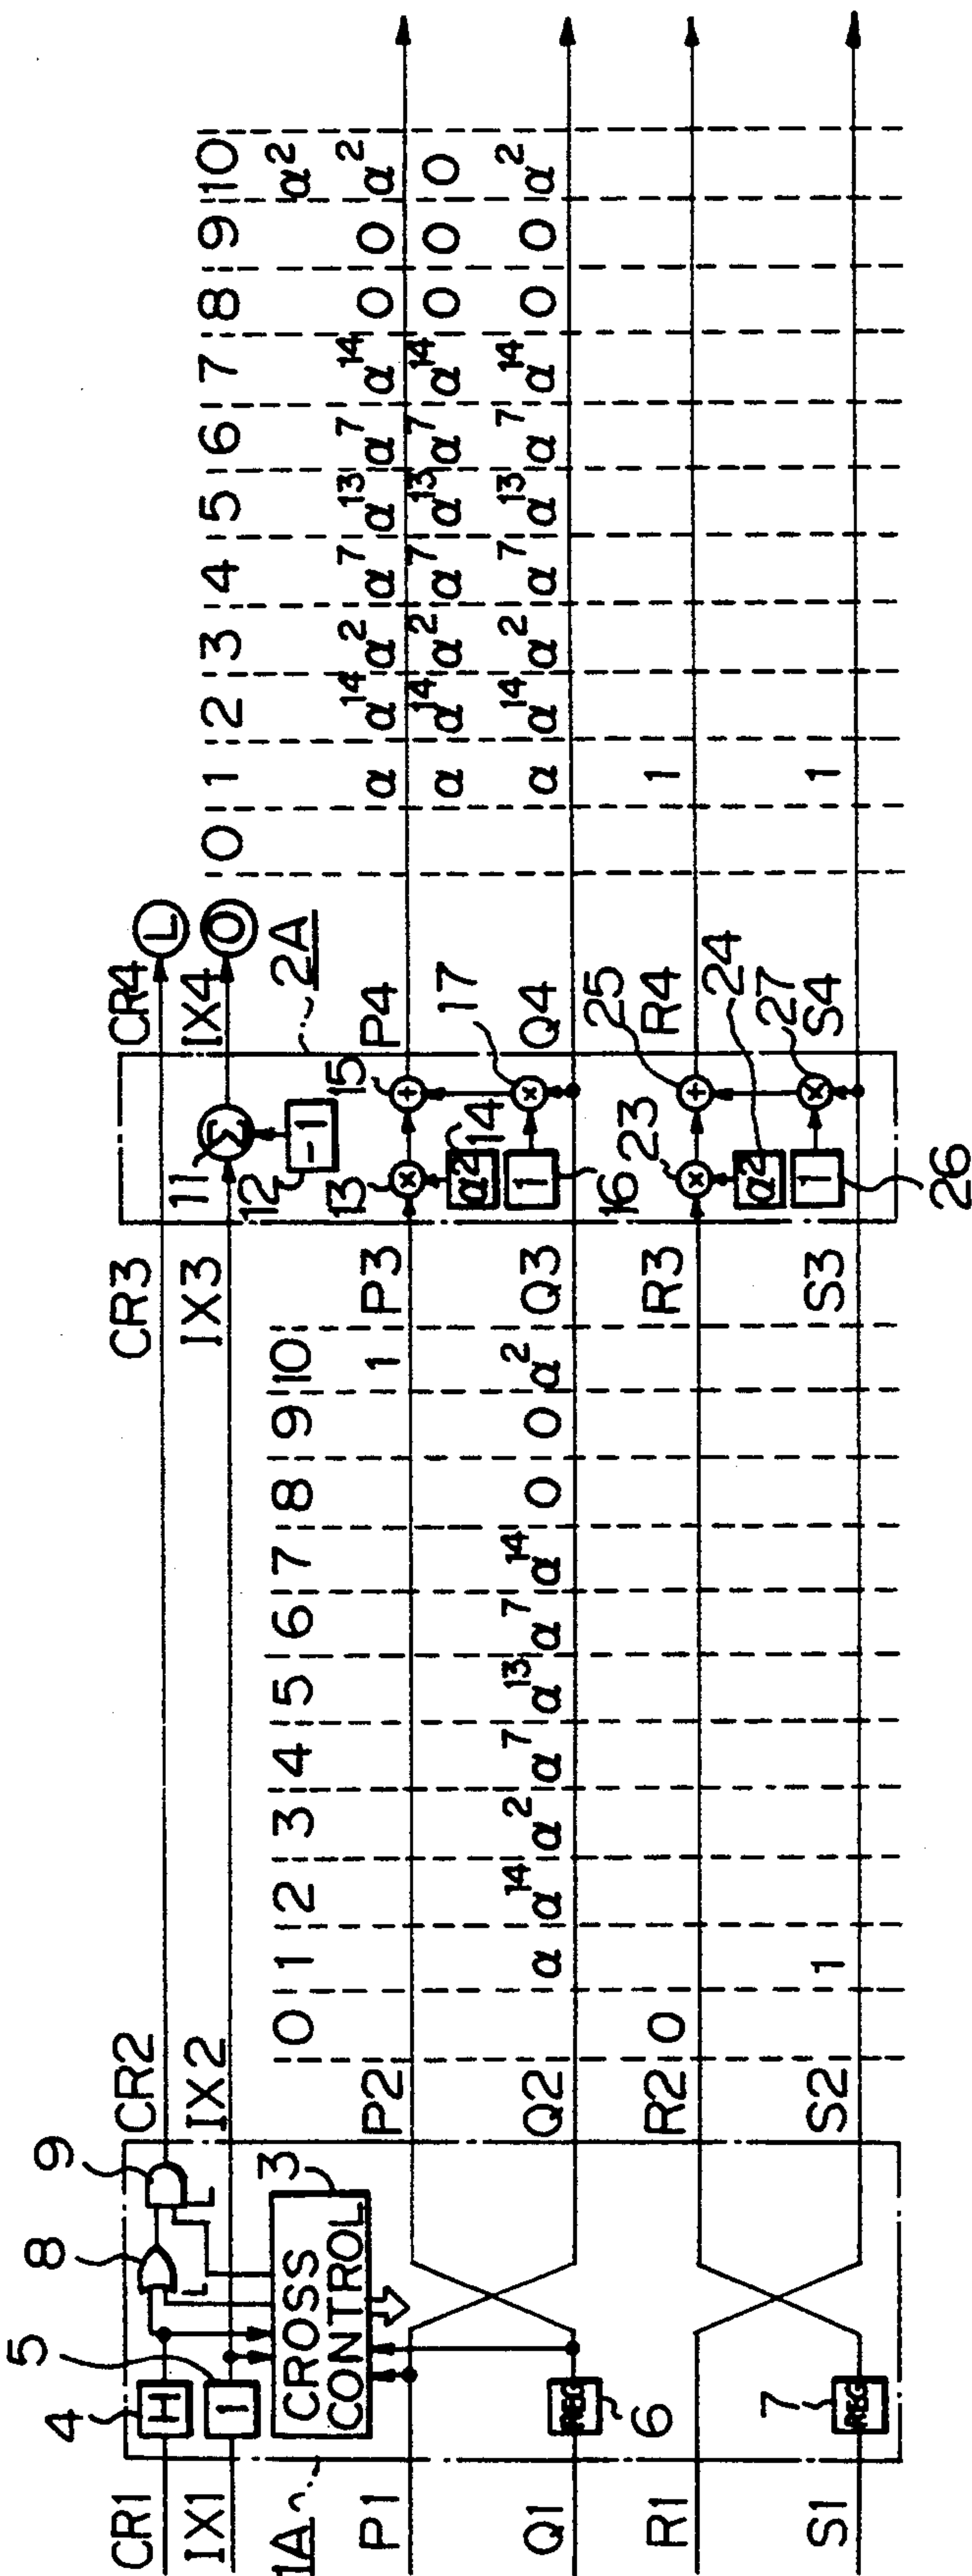 CR1
4
H
8
9
L
L
CR2
CR3
CR4
L
IX1
5
1
IX2
IX3
11
Σ
12
-1
IX4
O
1A
3
CROSS
CONTROL
2A
0 1 2 3 4 5 6 7 8 9 10
0 1 2 3 4 5 6 7 8 9 10
α²
P1
P2
1
P3
13
×
α²
14
15
+
P4
α α¹⁴ α² α⁷ α¹³ α⁷ α¹⁴ 0 0 α²
α α¹⁴ α² α⁷ α¹³ α⁷ α¹⁴ 0 0 0
Q1
REG
6
Q2
α α¹⁴ α² α⁷ α¹³ α⁷ α¹⁴ 0 0 α²
Q3
1
16
×
17
Q4
α α¹⁴ α² α⁷ α¹³ α⁷ α¹⁴ 0 0 α²
R1
R2
0
R3
23
×
α²
24
25
+
R4
1
S1
REG
7
S2
1
S3
1
26
×
27
S4
1